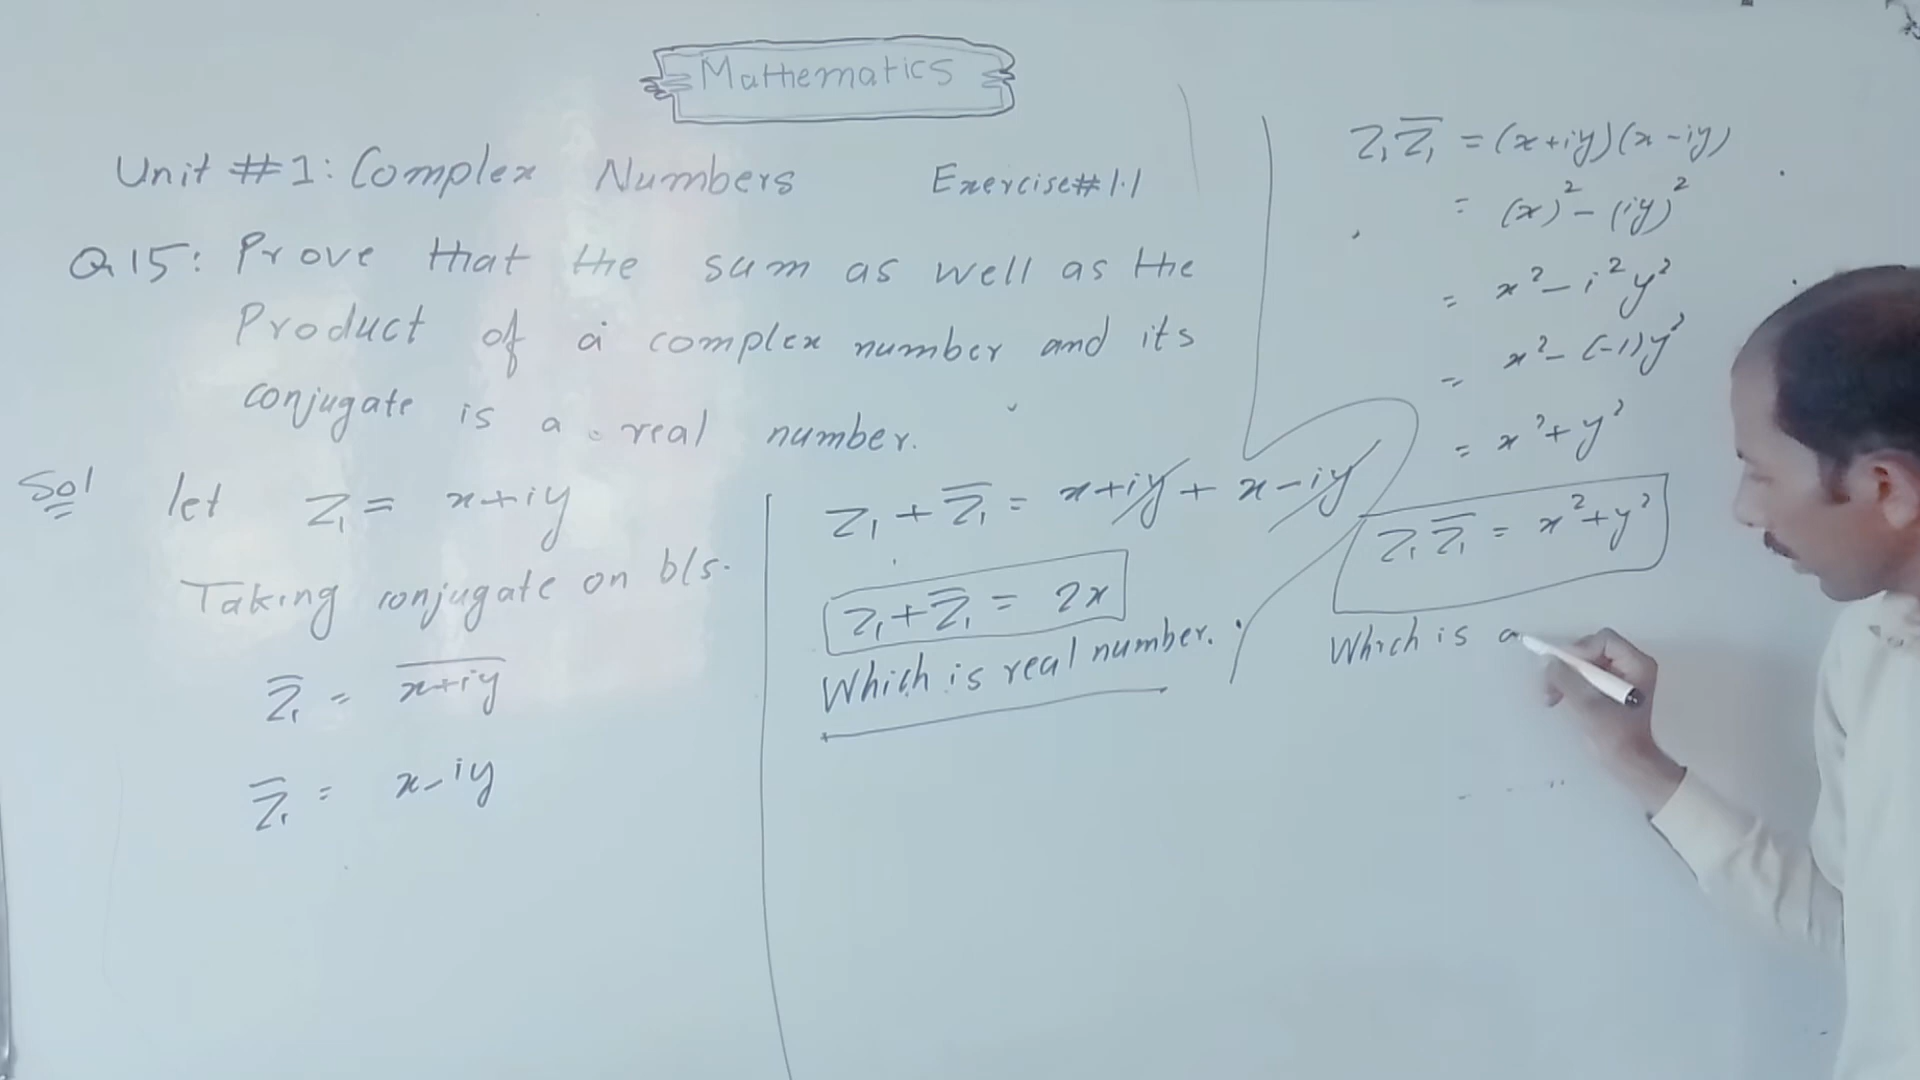 Mathematics
Unit #1: Complex Numbers Exercise#1.1
Q15: Prove that the sum as well as the
Product of a complex number and its
conjugate is a real number.
Sol let Z₁ = x+iy
Taking conjugate on b/s.
Z̅₁ = x̅+̅i̅y̅
Z̅₁ = x-iy
Z₁ + Z̅₁ = x+iy + x-iy
Z₁+Z̅₁ = 2x
Which is real number.
Z₁Z̅₁ = (x+iy)(x-iy)
= (x)² - (iy)²
= x² - i²y²
= x² - (-1)y²
= x² + y²
Z₁Z̅₁ = x²+y²
Which is a